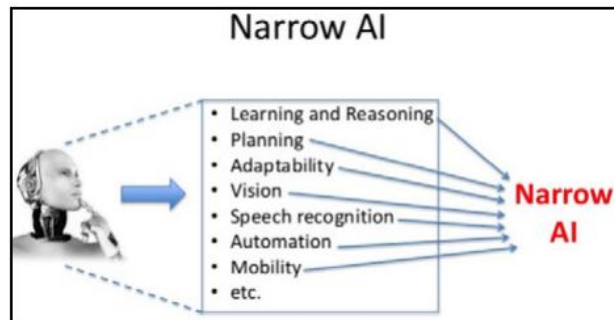 Narrow AI
• Learning and Reasoning
• Planning
• Adaptability
• Vision
• Speech recognition
• Automation
• Mobility
• etc.
Narrow
AI